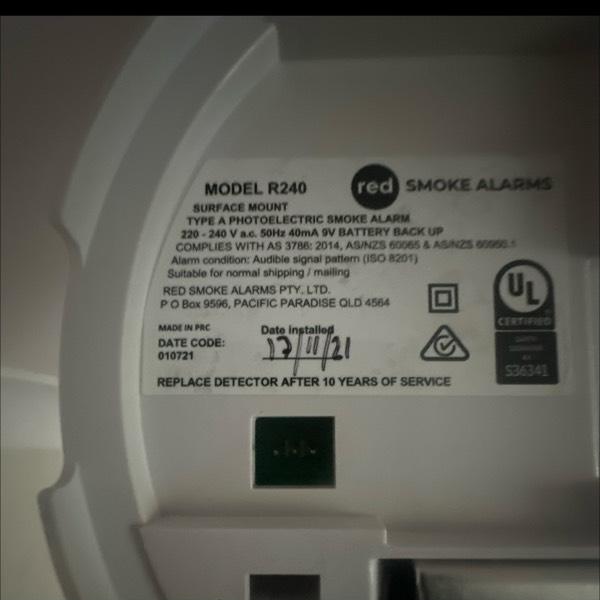 MODEL R240
red SMOKE ALARMS
SURFACE MOUNT
TYPE A PHOTOELECTRIC SMOKE ALARM
220 - 240 V a.c. 50Hz 40mA 9V BATTERY BACK UP
COMPLIES WITH AS 3786: 2014, AS/NZS 60065 & AS/NZS 60950.1
Alarm condition: Audible signal pattern (ISO 8201)
Suitable for normal shipping / mailing
RED SMOKE ALARMS PTY. LTD.
P O Box 9596, PACIFIC PARADISE QLD 4564
UL
CERTIFIED
S36341
MADE IN PRC
DATE CODE:
010721
Date installed
17/11/21
REPLACE DETECTOR AFTER 10 YEARS OF SERVICE